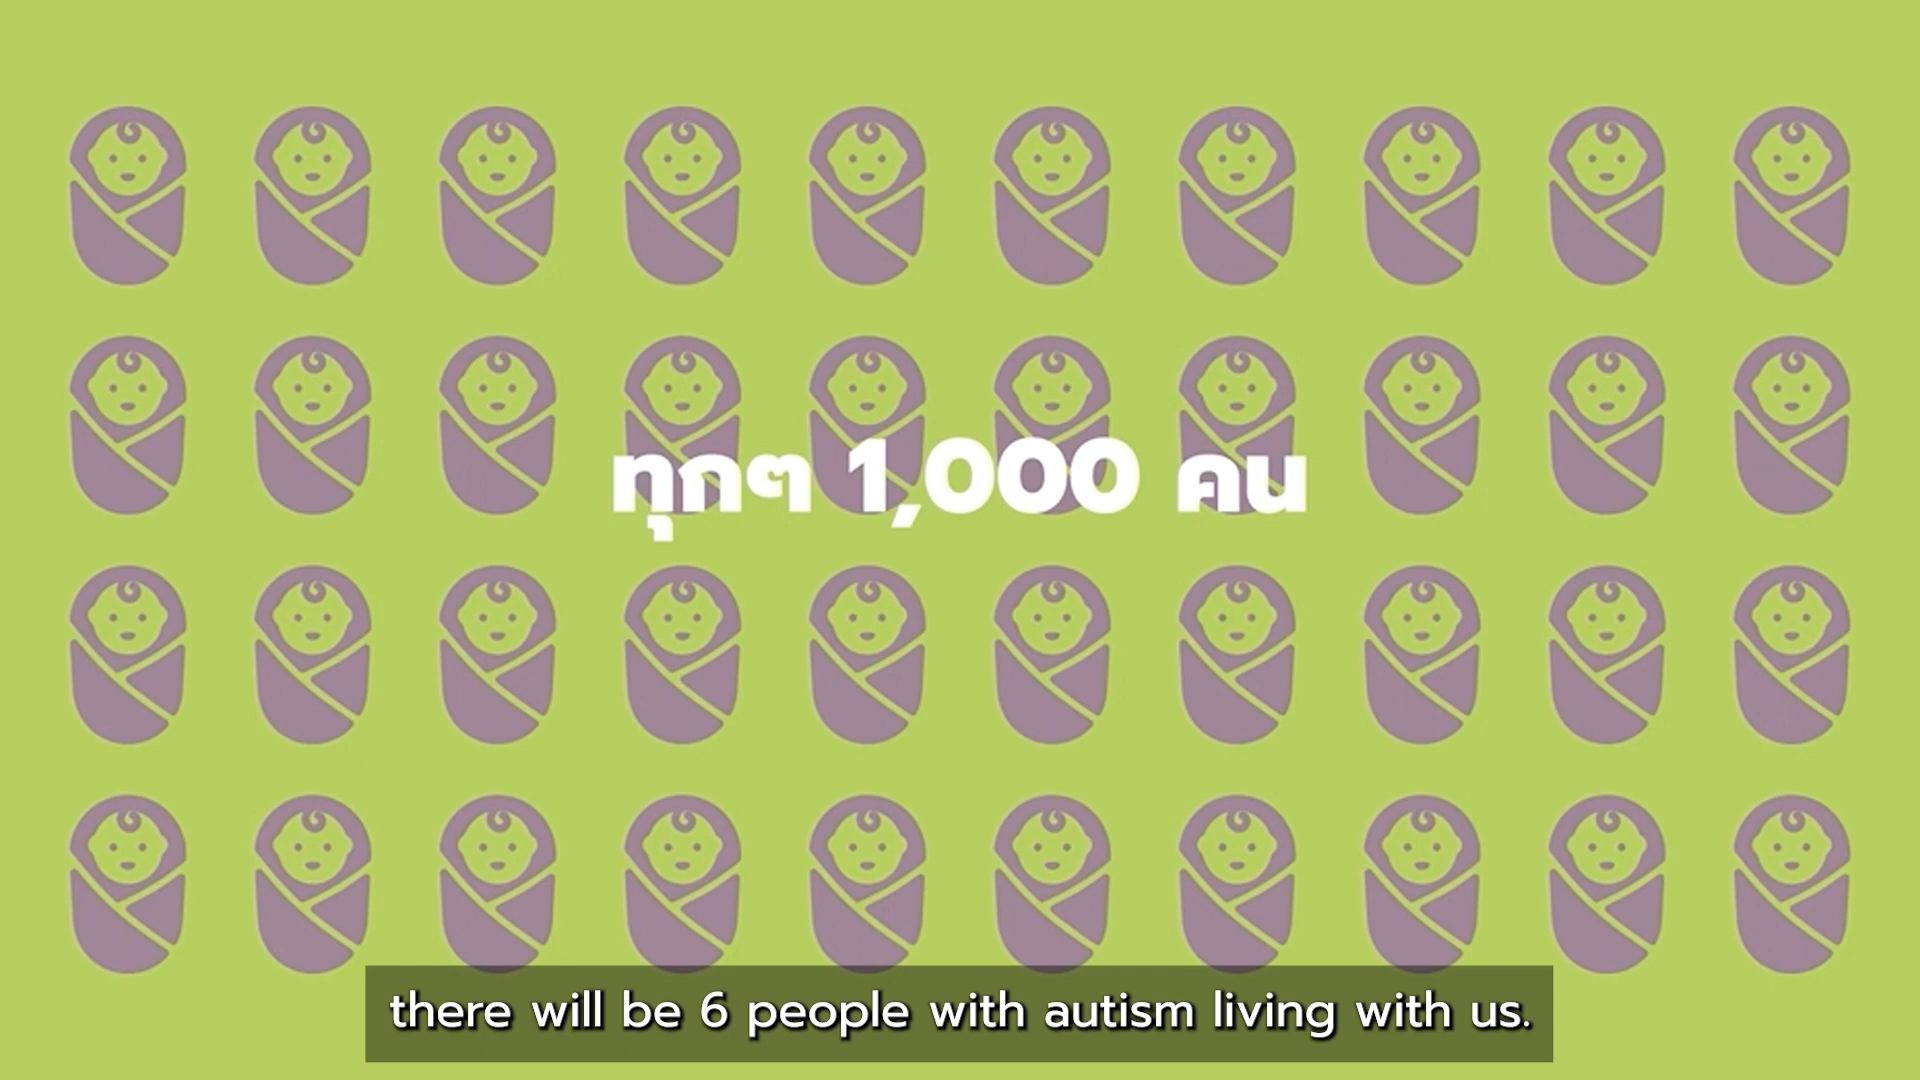 ทุกๆ 1,000 คน
there will be 6 people with autism living with us.